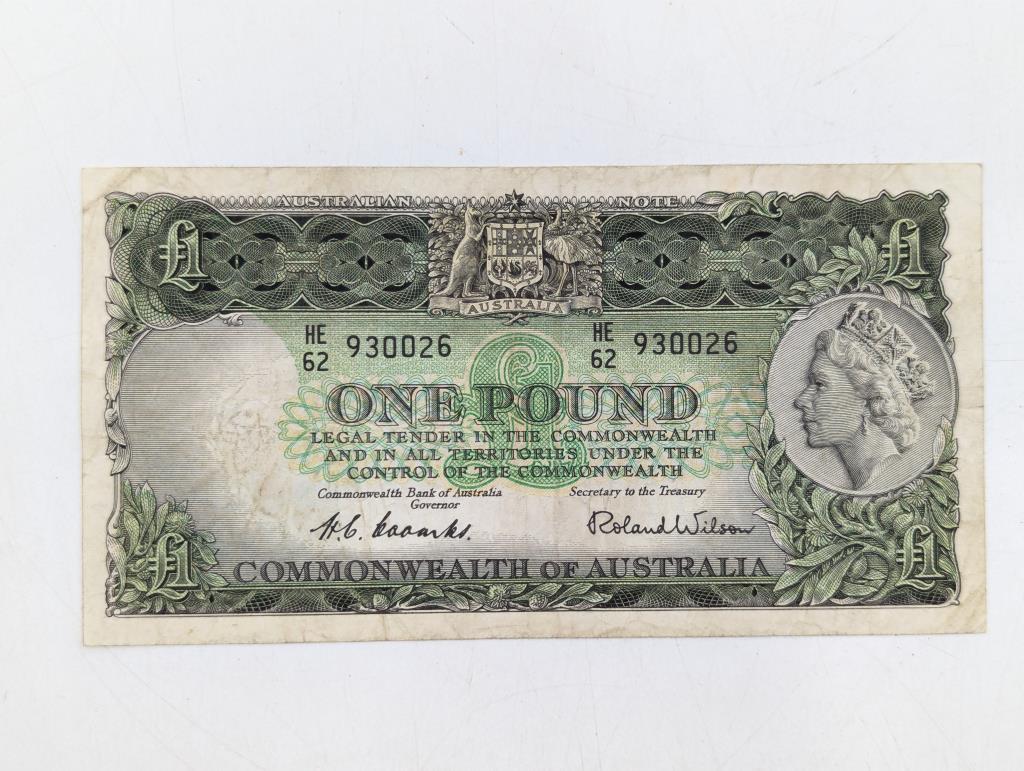 AUSTRALIAN NOTE
£1 £1
AUSTRALIA
HE 62 930026 HE 62 930026
£
ONE POUND
LEGAL TENDER IN THE COMMONWEALTH
AND IN ALL TERRITORIES UNDER THE
CONTROL OF THE COMMONWEALTH
Commonwealth Bank of Australia Secretary to the Treasury
Governor
H.C. Coombs. Roland Wilson
£1 £1
COMMONWEALTH OF AUSTRALIA